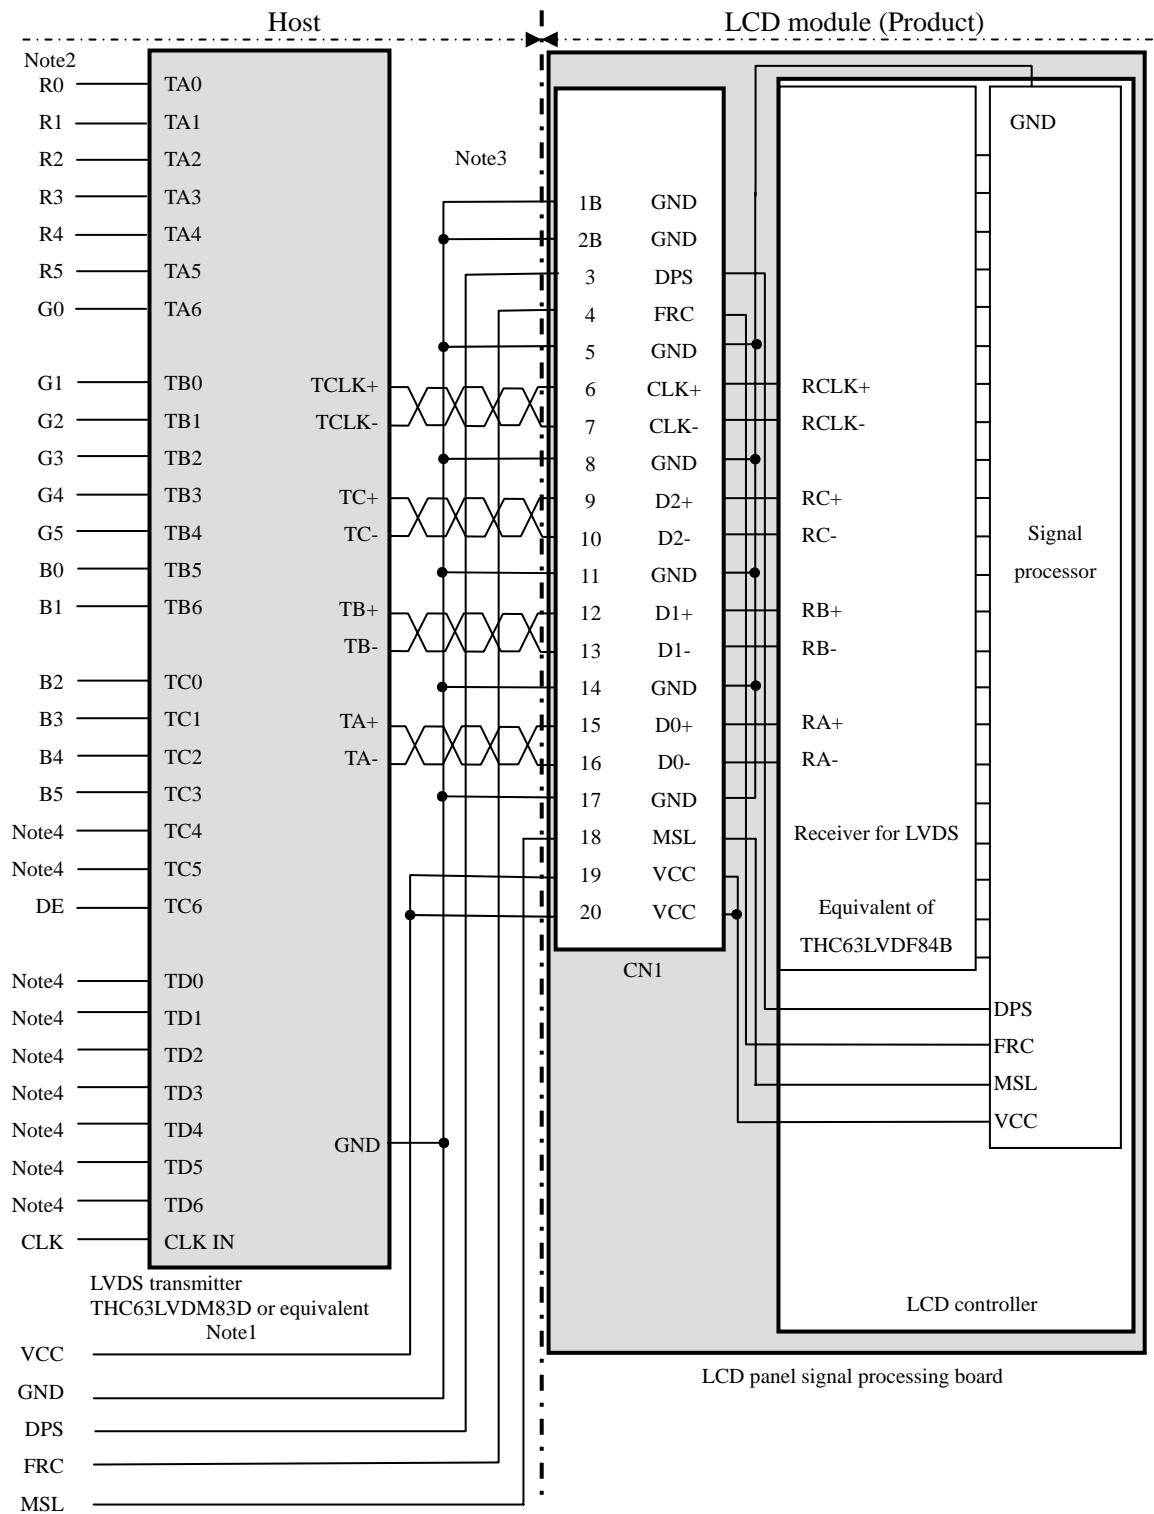 Host
LCD module (Product)
Note2
R0 TA0
R1 TA1
R2 TA2
R3 TA3
R4 TA4
R5 TA5
G0 TA6
G1 TB0
G2 TB1
G3 TB2
G4 TB3
G5 TB4
B0 TB5
B1 TB6
B2 TC0
B3 TC1
B4 TC2
B5 TC3
Note4 TC4
Note4 TC5
DE TC6
Note4 TD0
Note4 TD1
Note4 TD2
Note4 TD3
Note4 TD4
Note4 TD5
Note4 TD6
CLK CLK IN
TCLK+
TCLK-
TC+
TC-
TB+
TB-
TA+
TA-
GND
LVDS transmitter
THC63LVDM83D or equivalent
Note1
VCC
GND
DPS
FRC
MSL
Note3
1B GND
2B GND
3 DPS
4 FRC
5 GND
6 CLK+
7 CLK-
8 GND
9 D2+
10 D2-
11 GND
12 D1+
13 D1-
14 GND
15 D0+
16 D0-
17 GND
18 MSL
19 VCC
20 VCC
CN1
RCLK+
RCLK-
RC+
RC-
RB+
RB-
RA+
RA-
Receiver for LVDS
Equivalent of
THC63LVDF84B
GND
Signal
processor
DPS
FRC
MSL
VCC
LCD controller
LCD panel signal processing board